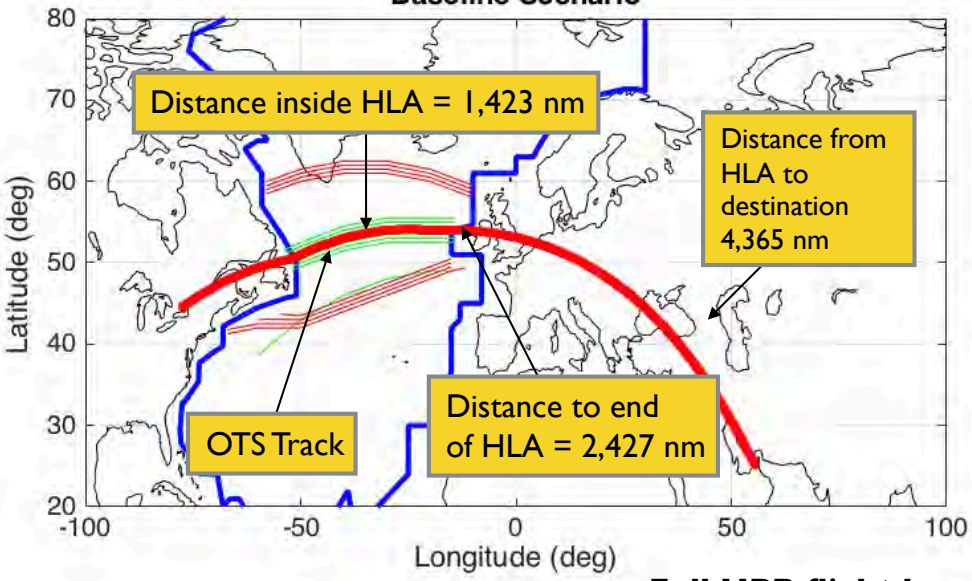 Baseline Scenario
80
70
60
50
40
30
20
Latitude (deg)
Distance inside HLA = 1,423 nm
Distance from
HLA to
destination
4,365 nm
OTS Track
Distance to end
of HLA = 2,427 nm
-100
-50
0
50
100
Longitude (deg)